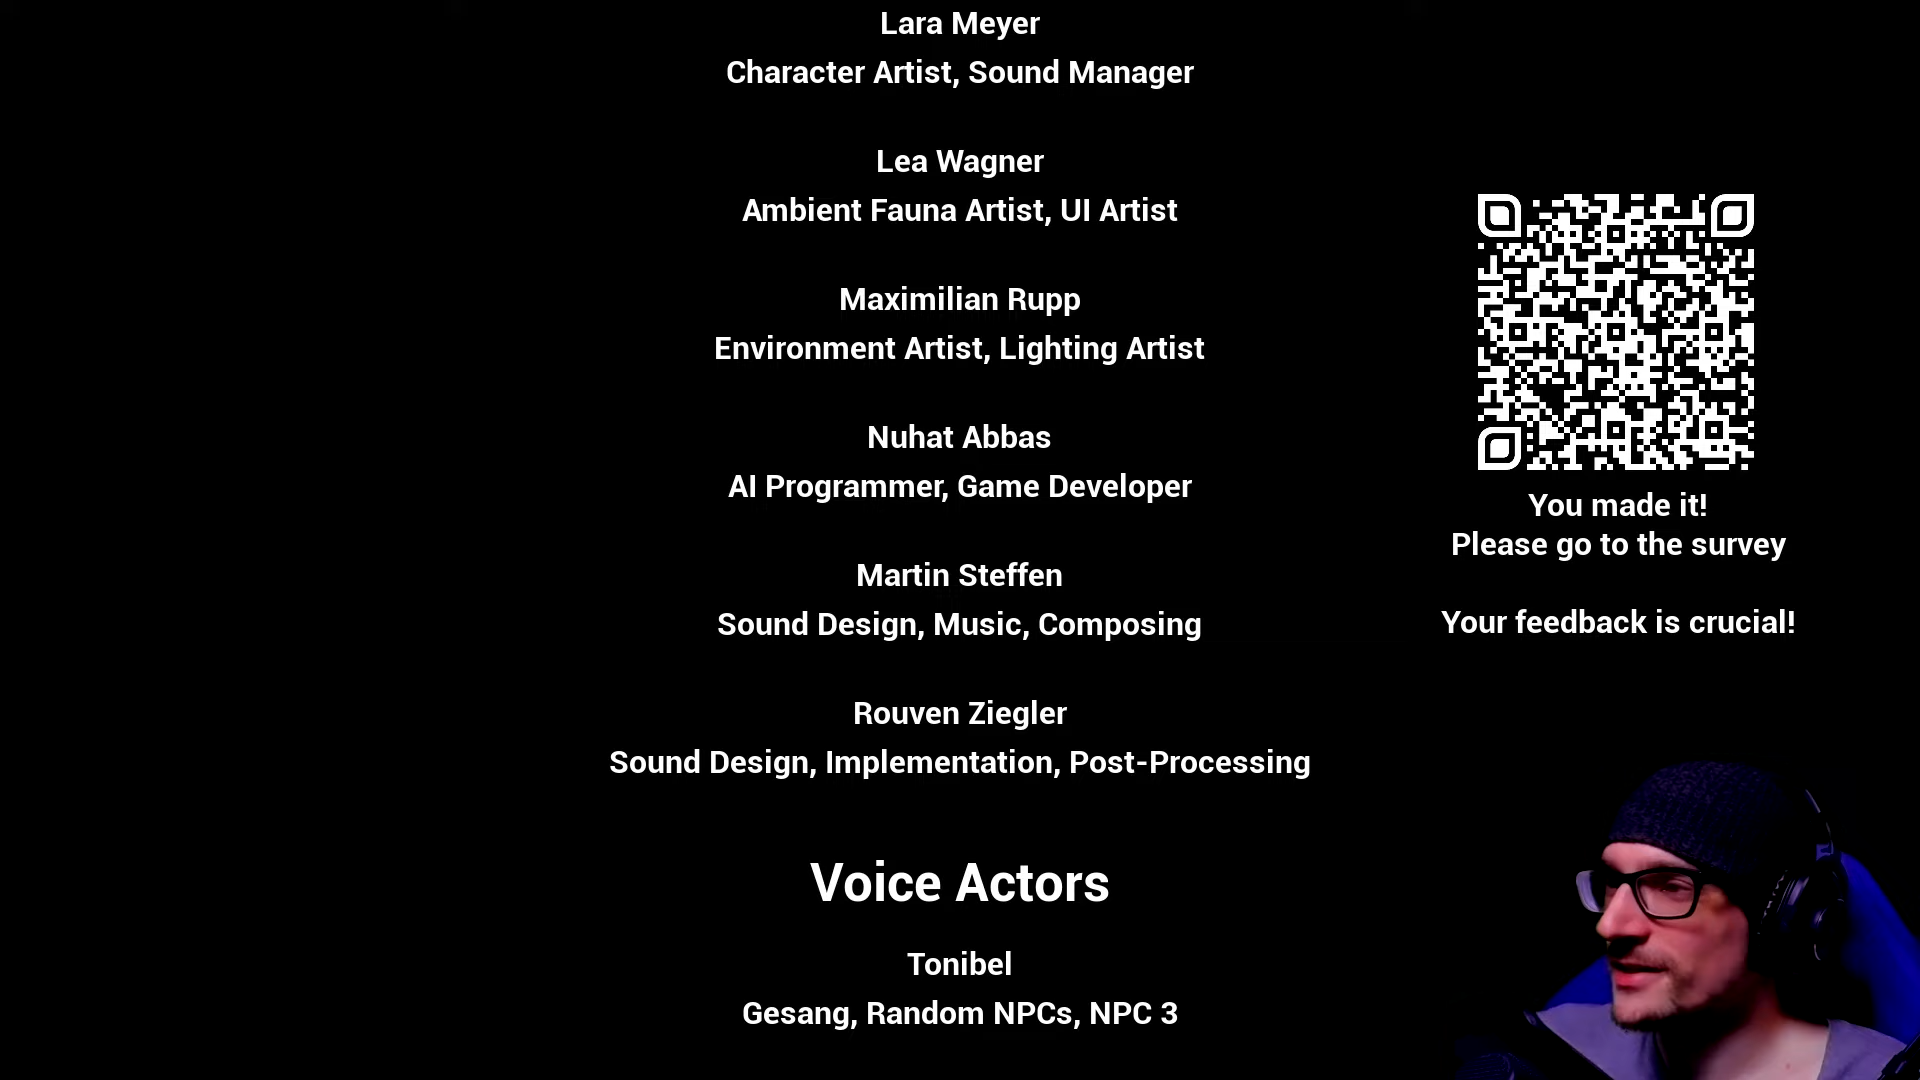 Lara Meyer
Character Artist, Sound Manager
Lea Wagner
Ambient Fauna Artist, UI Artist
Maximilian Rupp
Environment Artist, Lighting Artist
Nuhat Abbas
AI Programmer, Game Developer
Martin Steffen
Sound Design, Music, Composing
Rouven Ziegler
Sound Design, Implementation, Post-Processing
Voice Actors
Tonibel
Gesang, Random NPCs, NPC 3
You made it!
Please go to the survey
Your feedback is crucial!